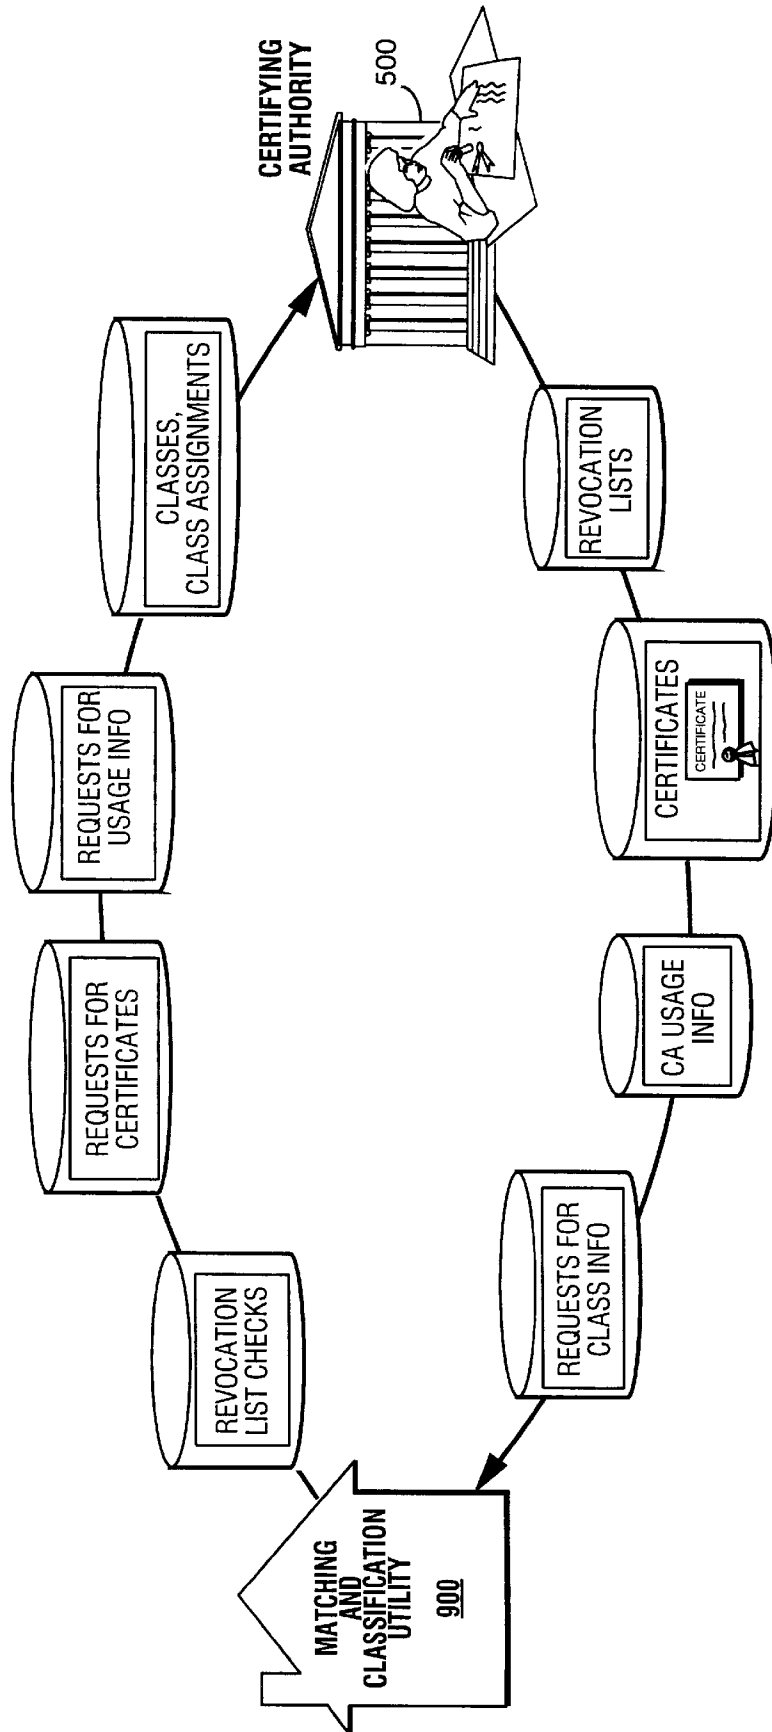 REVOCATION
LIST CHECKS
REQUESTS FOR
CERTIFICATES
REQUESTS FOR
USAGE INFO
CLASSES,
CLASS ASSIGNMENTS
CERTIFYING
AUTHORITY
500
MATCHING
AND
CLASSIFICATION
UTILITY
900
REQUESTS FOR
CLASS INFO
CA USAGE
INFO
CERTIFICATES
CERTIFICATE
REVOCATION
LISTS